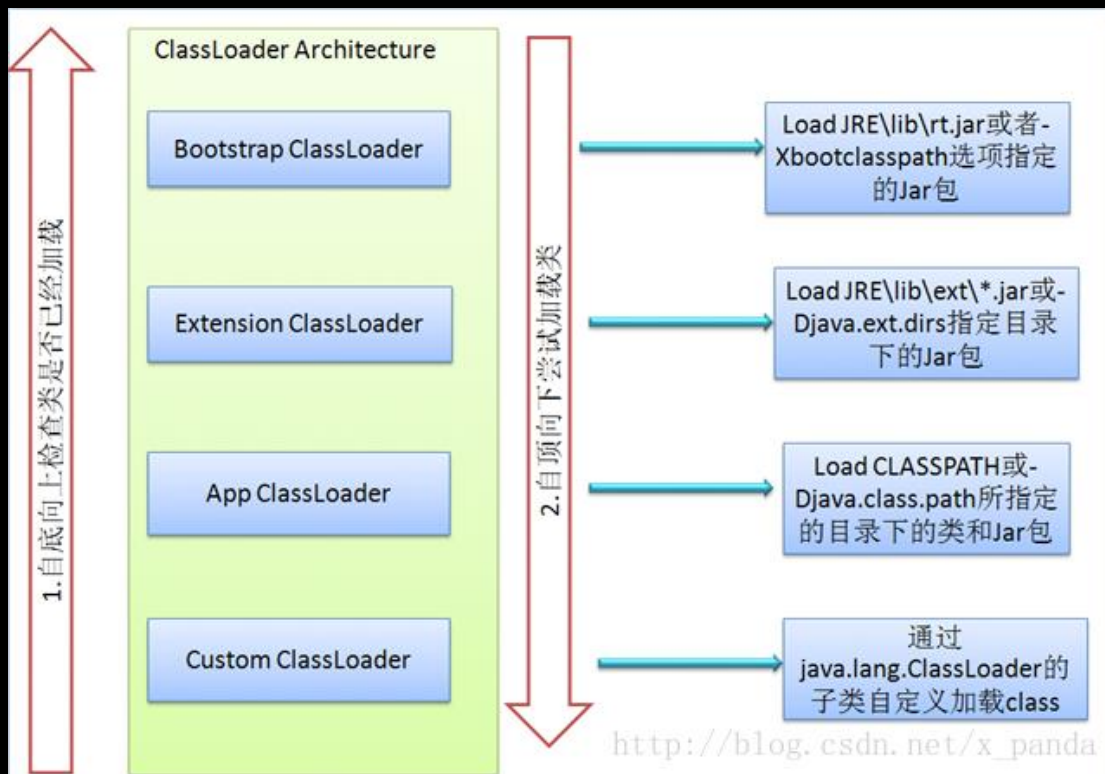 ClassLoader Architecture
1.自底向上检查类是否已经加载
Bootstrap ClassLoader
Extension ClassLoader
App ClassLoader
Custom ClassLoader
2.自顶向下尝试加载类
Load JRE\lib\rt.jar或者-
Xbootclasspath选项指定
的Jar包
Load JRE\lib\ext\*.jar或-
Djava.ext.dirs指定目录
下的Jar包
Load CLASSPATH或-
Djava.class.path所指定
的目录下的类和Jar包
通过
java.lang.ClassLoader的
子类自定义加载class
http://blog.csdn.net/x_panda